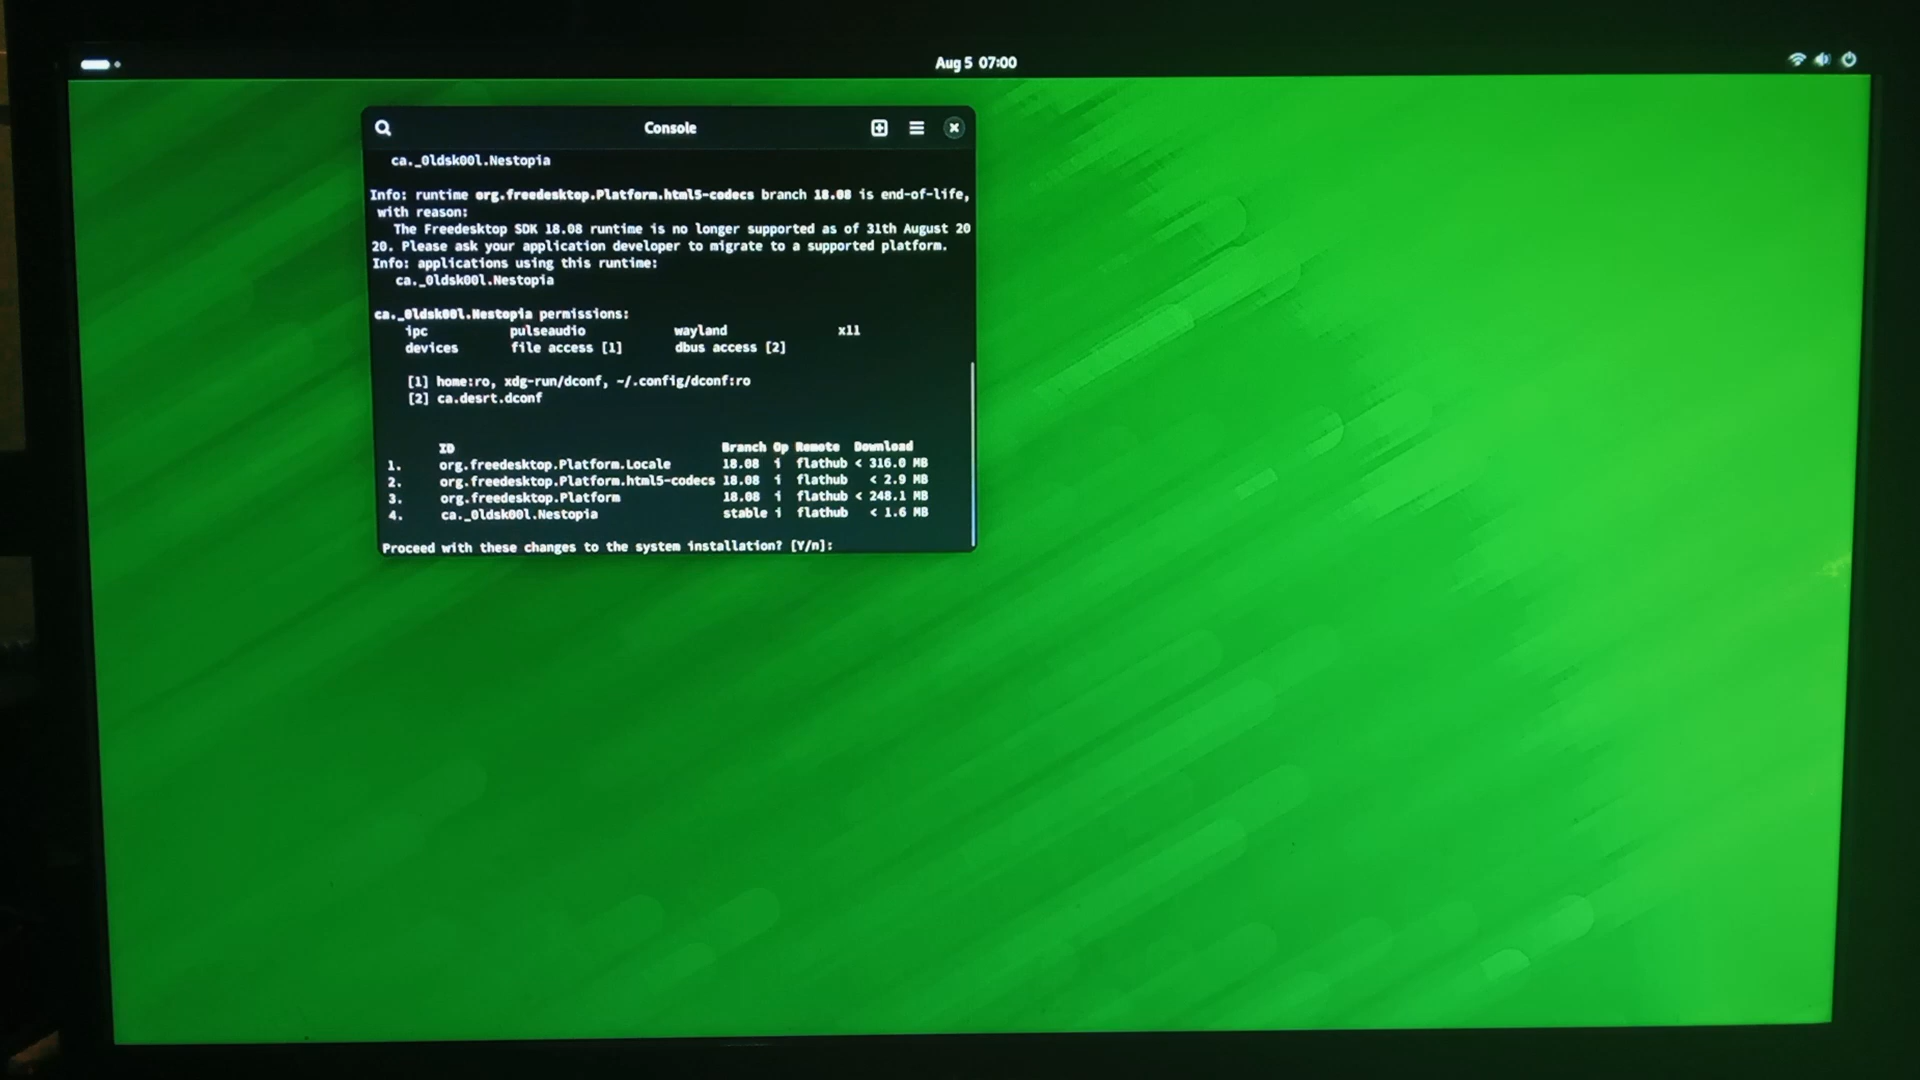 Aug 5 07:00
Console
ca._0ldsk00l.Nestopia
Info: runtime org.freedesktop.Platform.html5-codecs branch 18.08 is end-of-life,
with reason:
The Freedesktop SDK 18.08 runtime is no longer supported as of 31th August 20
20. Please ask your application developer to migrate to a supported platform.
Info: applications using this runtime:
ca._0ldsk00l.Nestopia
ca._0ldsk00l.Nestopia permissions:
ipc pulseaudio wayland x11
devices file access [1] dbus access [2]
[1] home:ro, xdg-run/dconf, ~/.config/dconf:ro
[2] ca.desrt.dconf
ID Branch Op Remote Download
1. org.freedesktop.Platform.Locale 18.08 i flathub < 316.0 MB
2. org.freedesktop.Platform.html5-codecs 18.08 i flathub < 2.9 MB
3. org.freedesktop.Platform 18.08 i flathub < 248.1 MB
4. ca._0ldsk00l.Nestopia stable i flathub < 1.6 MB
Proceed with these changes to the system installation? [Y/n]: